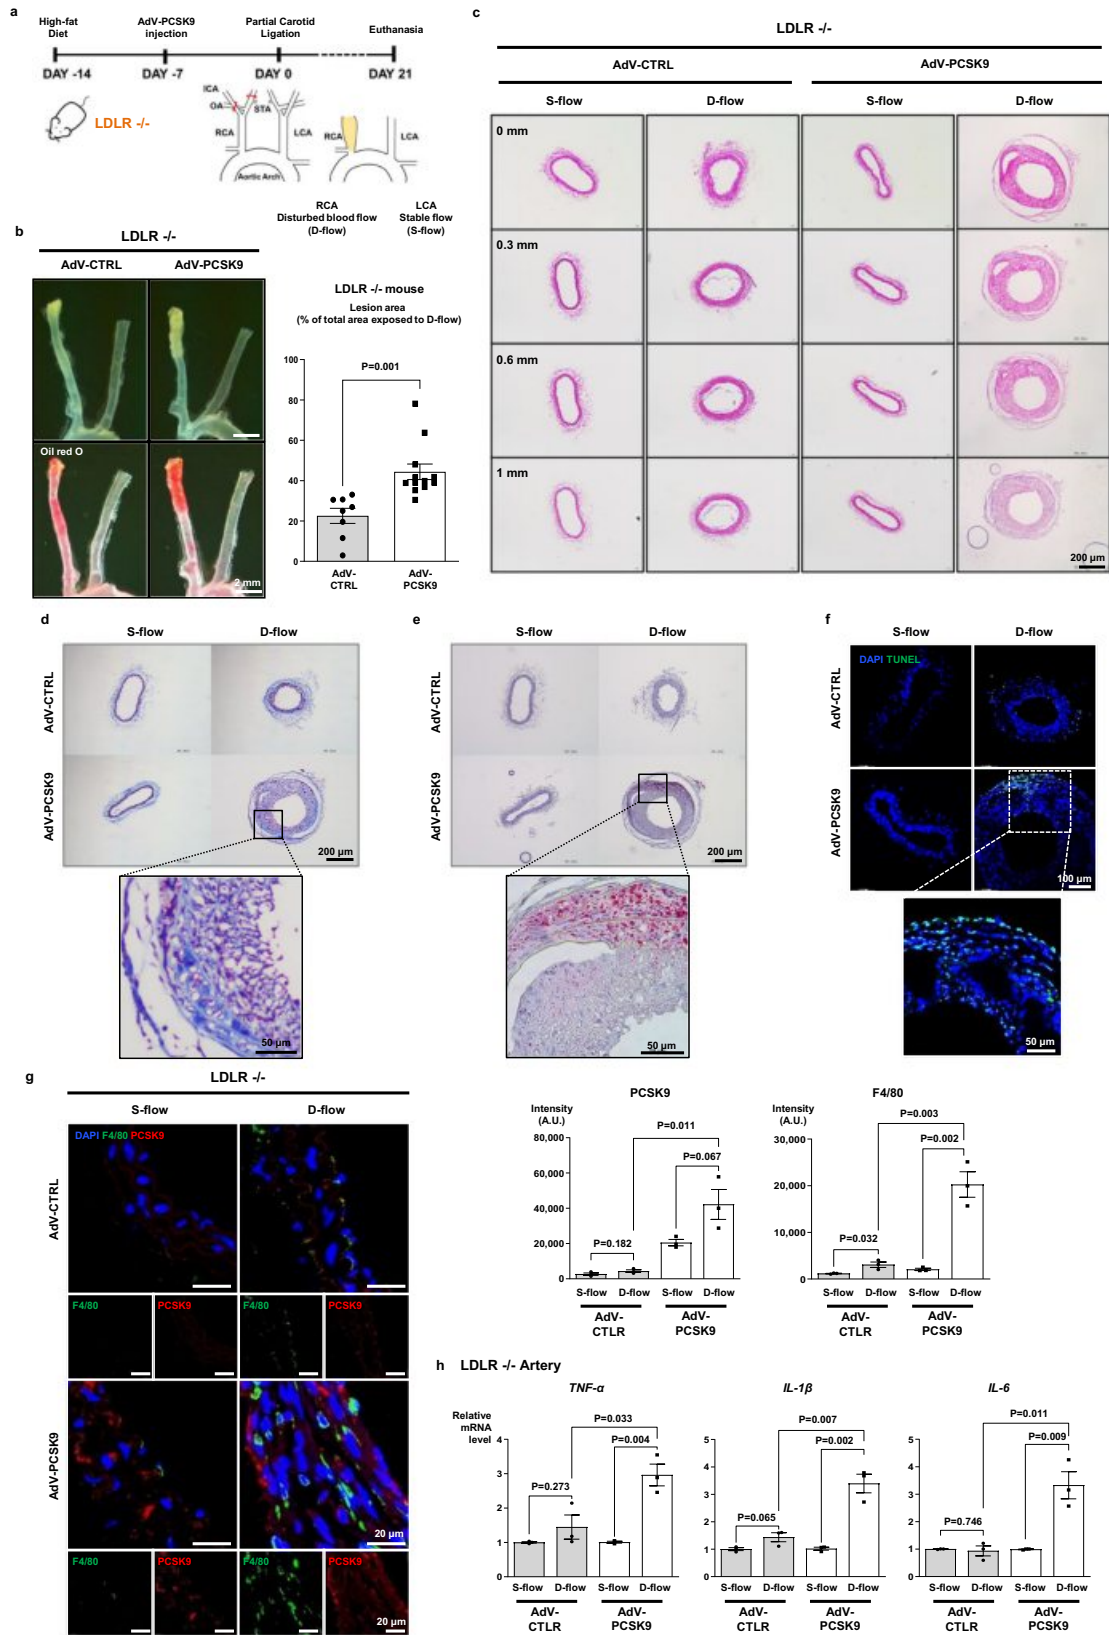 a
High-fat
Diet
AdV-PCSK9
injection
Partial Carotid
Ligation
Euthanasia
DAY -14
DAY -7
DAY 0
DAY 21
LDLR -/-
ICA
OA
STA
RCA
LCA
Aortic Arch
RCA
LCA
RCA
Disturbed blood flow
(D-flow)
LCA
Stable flow
(S-flow)
b
LDLR -/-
AdV-CTRL
AdV-PCSK9
Oil red O
2 mm
LDLR -/- mouse
Lesion area
(% of total area exposed to D-flow)
P=0.001
100
80
60
40
20
0
AdV-
CTRL
AdV-
PCSK9
c
LDLR -/-
AdV-CTRL
AdV-PCSK9
S-flow
D-flow
S-flow
D-flow
0 mm
0.3 mm
0.6 mm
1 mm
200 µm
d
S-flow
D-flow
AdV-CTRL
AdV-PCSK9
200 µm
50 µm
e
S-flow
D-flow
AdV-CTRL
AdV-PCSK9
200 µm
50 µm
f
S-flow
D-flow
DAPI TUNEL
AdV-CTRL
AdV-PCSK9
100 µm
50 µm
g
LDLR -/-
S-flow
D-flow
DAPI F4/80 PCSK9
AdV-CTRL
F4/80
PCSK9
F4/80
PCSK9
AdV-PCSK9
20 µm
F4/80
PCSK9
F4/80
PCSK9
20 µm
PCSK9
Intensity
(A.U.)
80,000
60,000
40,000
20,000
0
P=0.011
P=0.067
P=0.182
S-flow
D-flow
S-flow
D-flow
AdV-
CTLR
AdV-
PCSK9
F4/80
Intensity
(A.U.)
30,000
20,000
10,000
0
P=0.003
P=0.002
P=0.032
S-flow
D-flow
S-flow
D-flow
AdV-
CTLR
AdV-
PCSK9
h
LDLR -/- Artery
TNF-α
Relative
mRNA
level
5
4
3
2
1
0
P=0.033
P=0.004
P=0.273
S-flow
D-flow
S-flow
D-flow
AdV-
CTLR
AdV-
PCSK9
IL-1β
5
4
3
2
1
0
P=0.007
P=0.002
P=0.065
S-flow
D-flow
S-flow
D-flow
AdV-
CTLR
AdV-
PCSK9
IL-6
5
4
3
2
1
0
P=0.011
P=0.009
P=0.746
S-flow
D-flow
S-flow
D-flow
AdV-
CTLR
AdV-
PCSK9